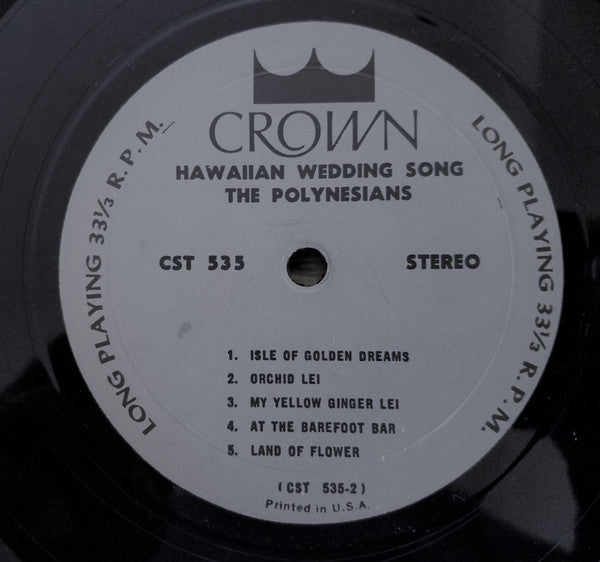 CROWN
HAWAIIAN WEDDING SONG
THE POLYNESIANS
CST 535
STEREO
LONG PLAYING 33⅓ R.P.M.
LONG PLAYING 33⅓ R.P.M.
1. ISLE OF GOLDEN DREAMS
2. ORCHID LEI
3. MY YELLOW GINGER LEI
4. AT THE BAREFOOT BAR
5. LAND OF FLOWER
(CST 535-2)
Printed in U.S.A.